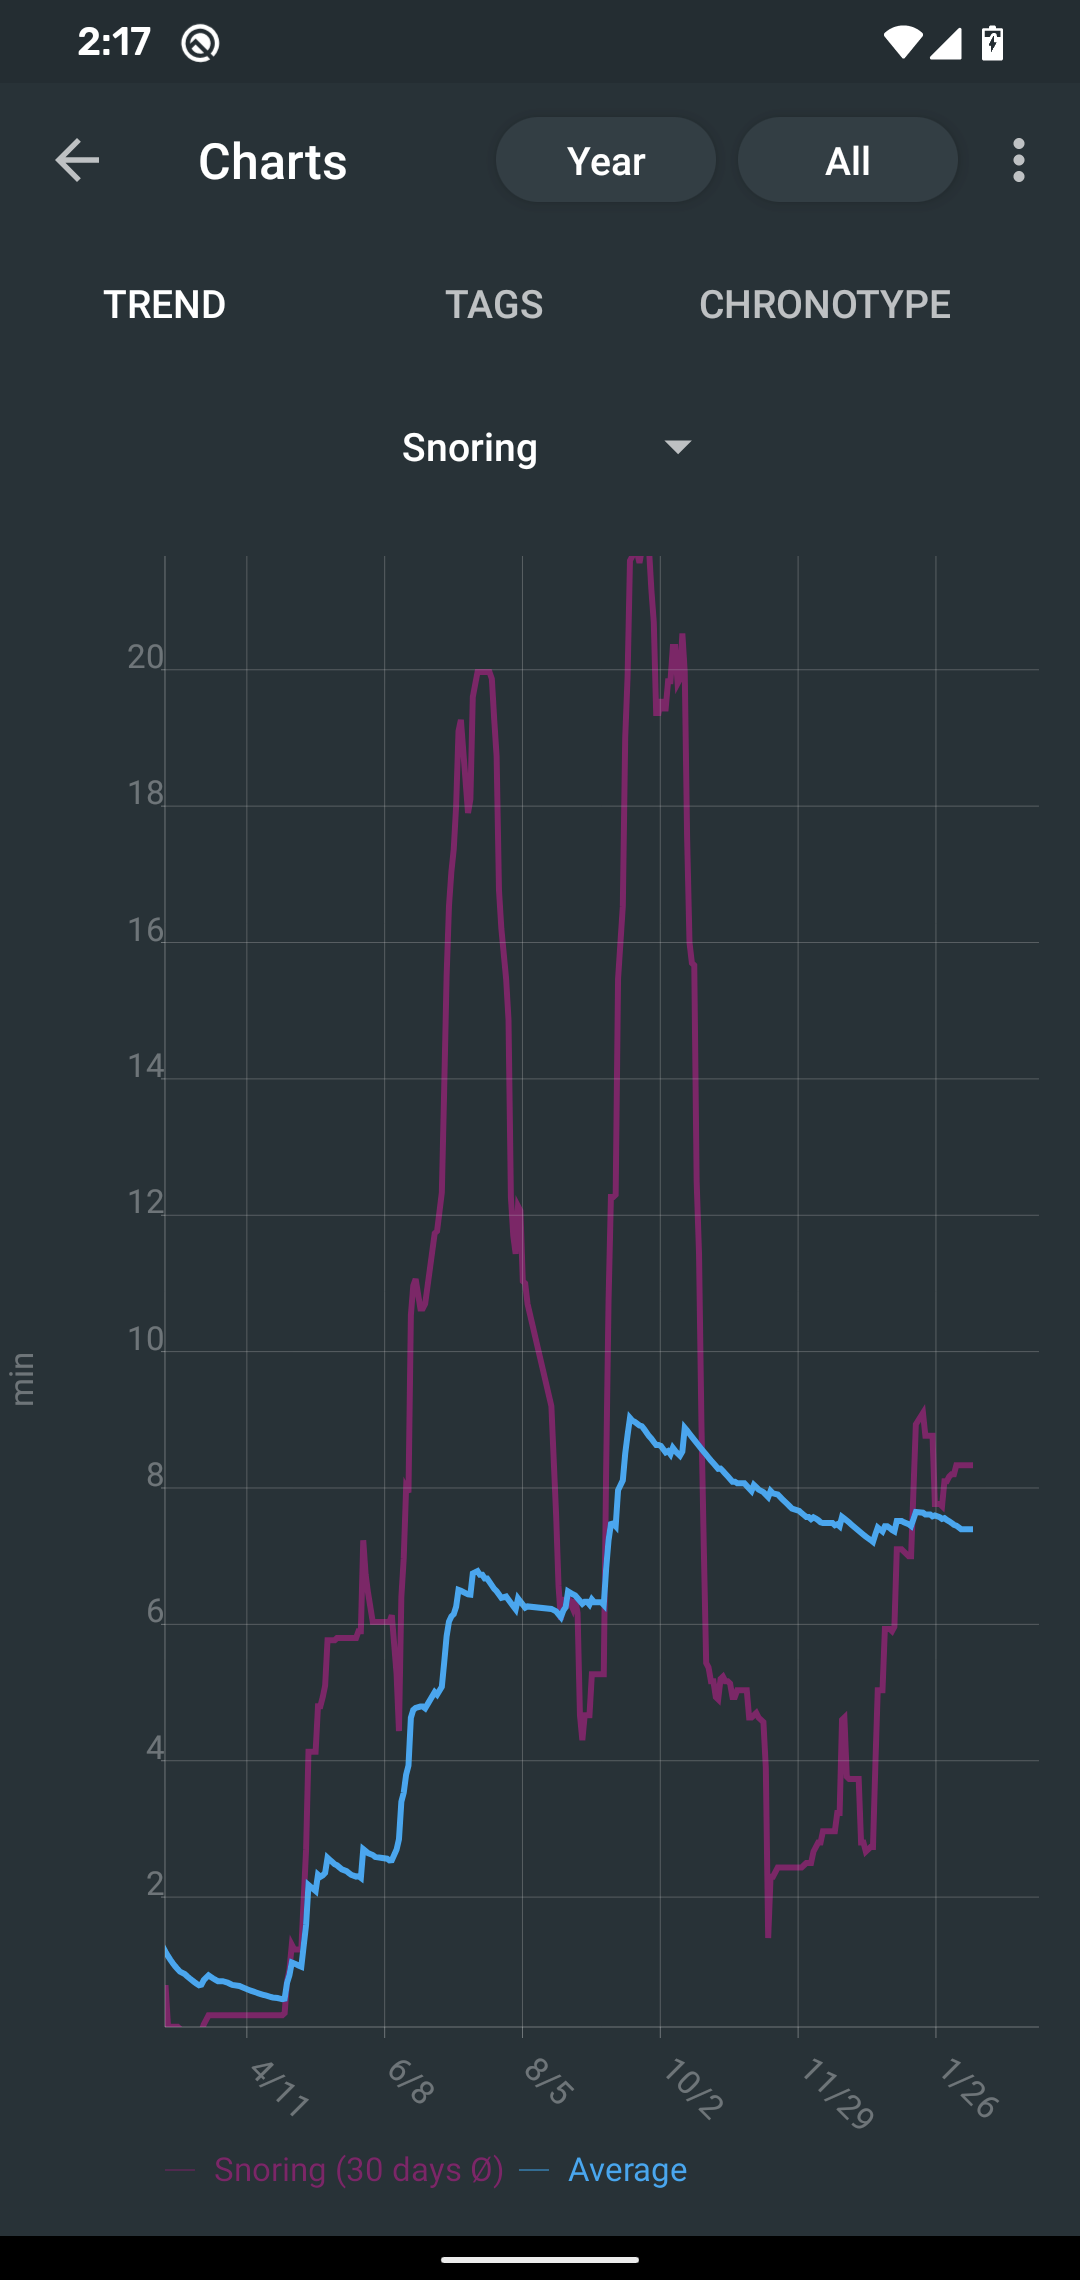 2:17
Charts Year All
TREND TAGS CHRONOTYPE
Snoring
20
18
16
14
12
10
8
6
4
2
min
4/11 6/8 8/5 10/2 11/29 1/26
Snoring (30 days Ø) Average